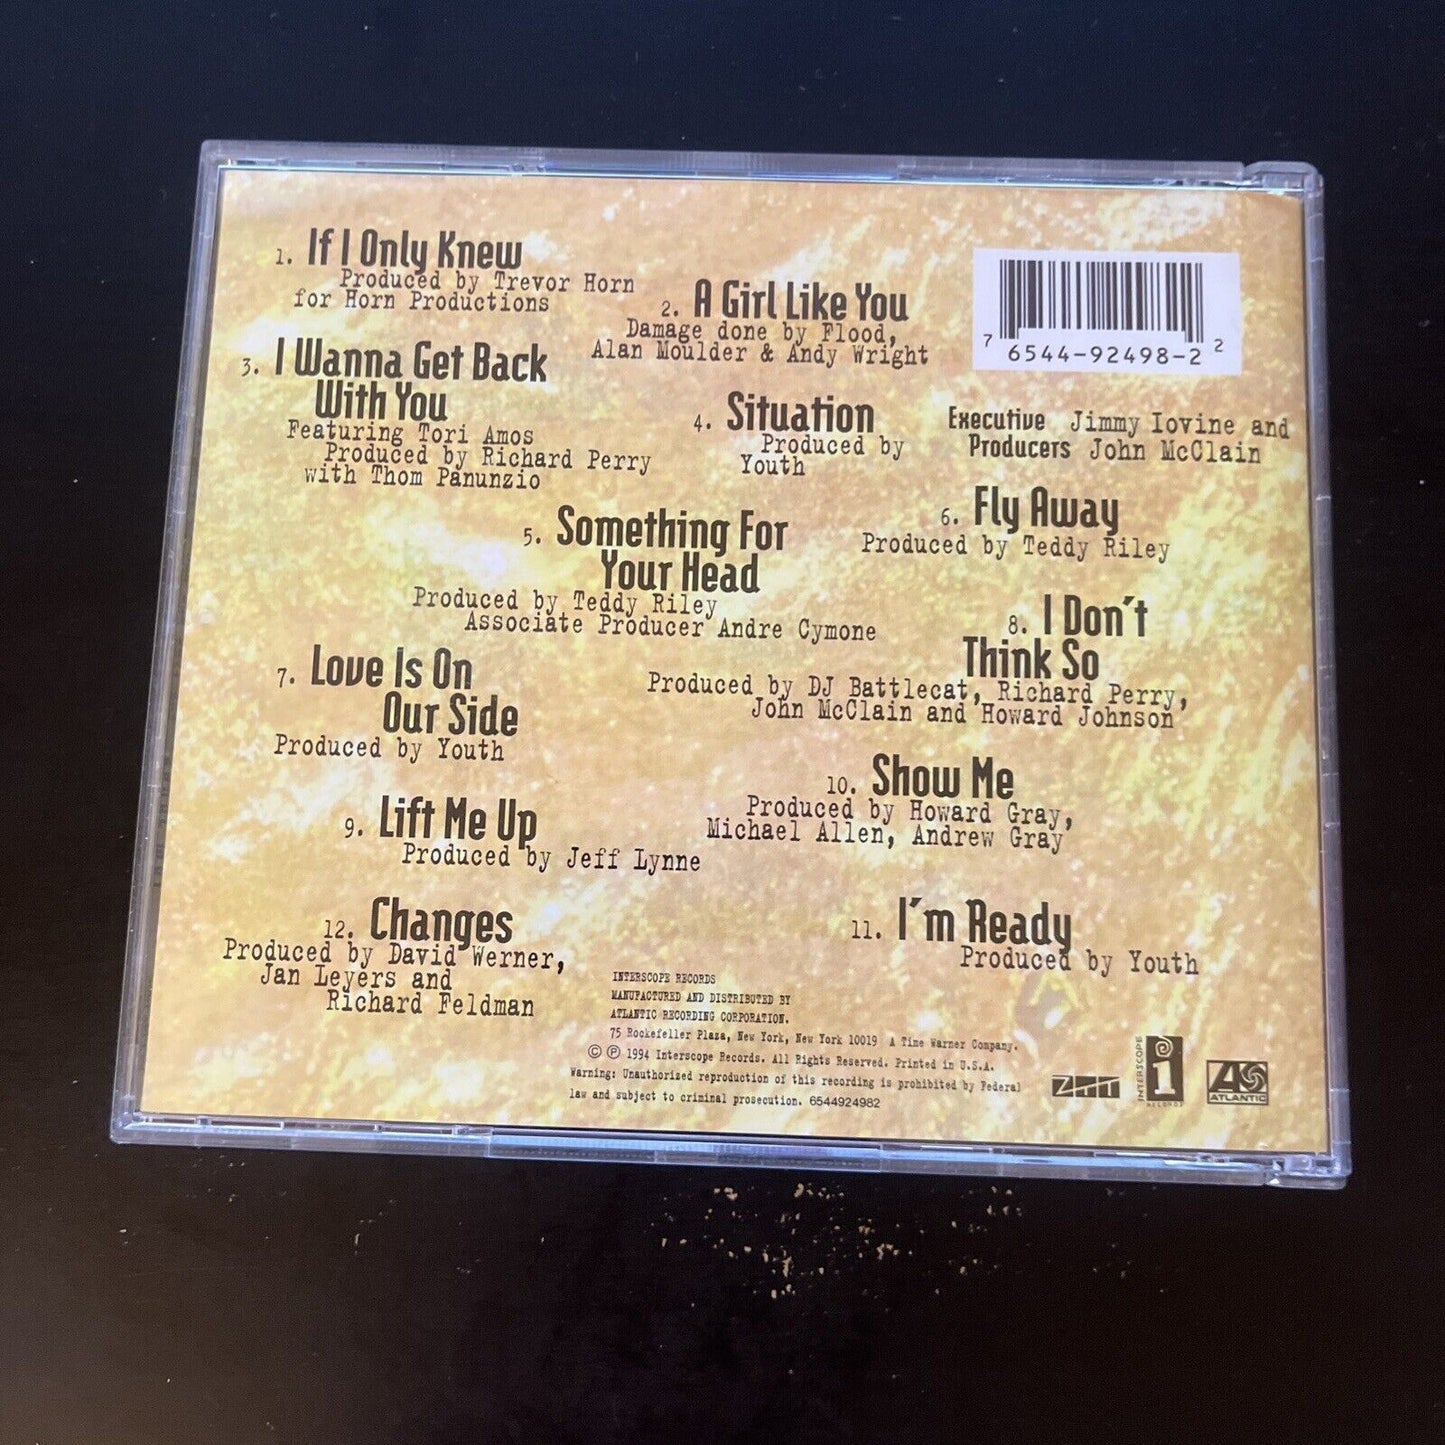 1. If I Only Knew
Produced by Trevor Horn
for Horn Productions
2. A Girl Like You
Damage done by Flood,
Alan Moulder & Andy Wright
7 6544-92498-2 2
3. I Wanna Get Back
With You
Featuring Tori Amos
Produced by Richard Perry
with Thom Panunzio
4. Situation
Produced by
Youth
Executive Jimmy Iovine and
Producers John McClain
5. Something For
Your Head
Produced by Teddy Riley
Associate Producer Andre Cymone
6. Fly Away
Produced by Teddy Riley
7. Love Is On
Our Side
Produced by Youth
8. I Don't
Think So
Produced by DJ Battlecat, Richard Perry,
John McClain and Howard Johnson
9. Lift Me Up
Produced by Jeff Lynne
10. Show Me
Produced by Howard Gray,
Michael Allen, Andrew Gray
12. Changes
Produced by David Werner,
Jan Leyers and
Richard Feldman
11. I'm Ready
Produced by Youth
INTERSCOPE RECORDS
MANUFACTURED AND DISTRIBUTED BY
ATLANTIC RECORDING CORPORATION.
75 Rockefeller Plaza, New York, New York 10019 A Time Warner Company.
© ℗ 1994 Interscope Records. All Rights Reserved. Printed in U.S.A.
Warning: Unauthorized reproduction of this recording is prohibited by Federal
law and subject to criminal prosecution. 6544924982
ZTT
INTERSCOPE
RECORDS
ATLANTIC